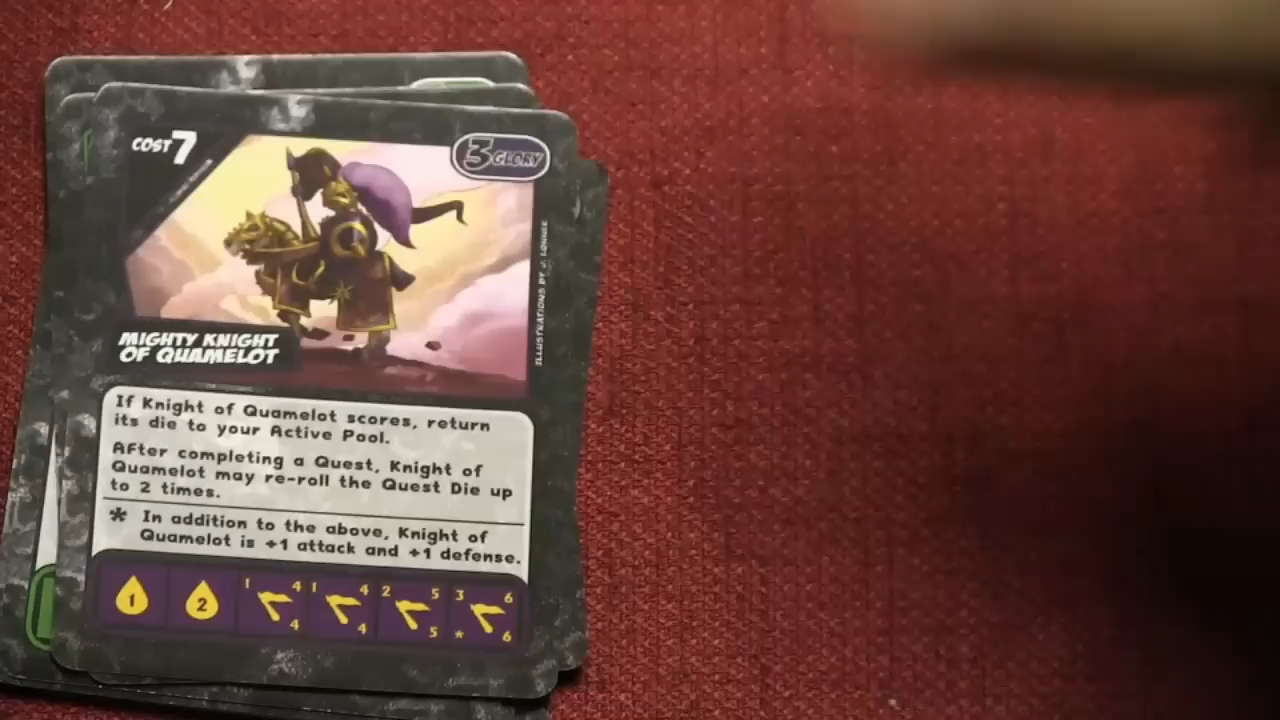 COST 7
3 GLORY
ILLUSTRATIONS BY J. LONNEE
MIGHTY KNIGHT
OF QUAMELOT
If Knight of Quamelot scores, return
its die to your Active Pool.
After completing a Quest, Knight of
Quamelot may re-roll the Quest Die up
to 2 times.
* In addition to the above, Knight of
Quamelot is +1 attack and +1 defense.
1 2 1 4 4 1 4 4 2 5 5 3 6 * 6